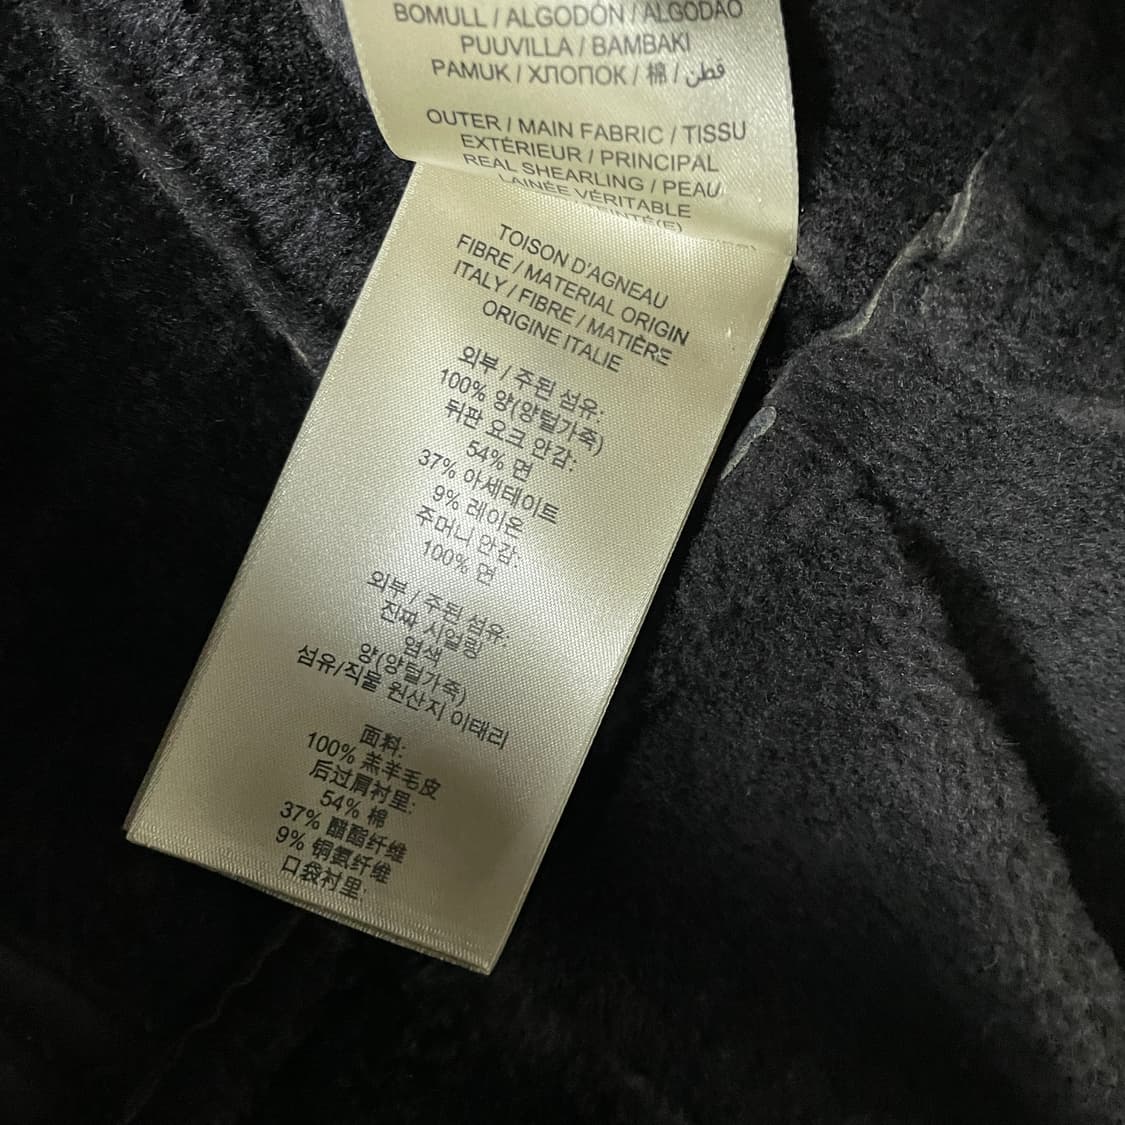 BOMULL / ALGODÓN / ALGODÃO
PUUVILLA / BAMBAKI
PAMUK / ХЛОПОК / 棉 / قطن
OUTER / MAIN FABRIC / TISSU
EXTÉRIEUR / PRINCIPAL
REAL SHEARLING / PEAU
LAINÉE VÉRITABLE
TOISON D'AGNEAU
FIBRE / MATERIAL ORIGIN
ITALY / FIBRE / MATIÈRE
ORIGINE ITALIE
외부 / 주된 섬유:
100% 양(양털가죽)
뒤판 요크 안감:
54% 면
37% 아세테이트
9% 레이온
주머니 안감:
100% 면
외부 / 주된 섬유:
진짜 시얼링
염색
양(양털가죽)
섬유/직물 원산지 이태리
面料:
100% 羔羊毛皮
后过肩衬里:
54% 棉
37% 醋酯纤维
9% 铜氨纤维
口袋衬里: